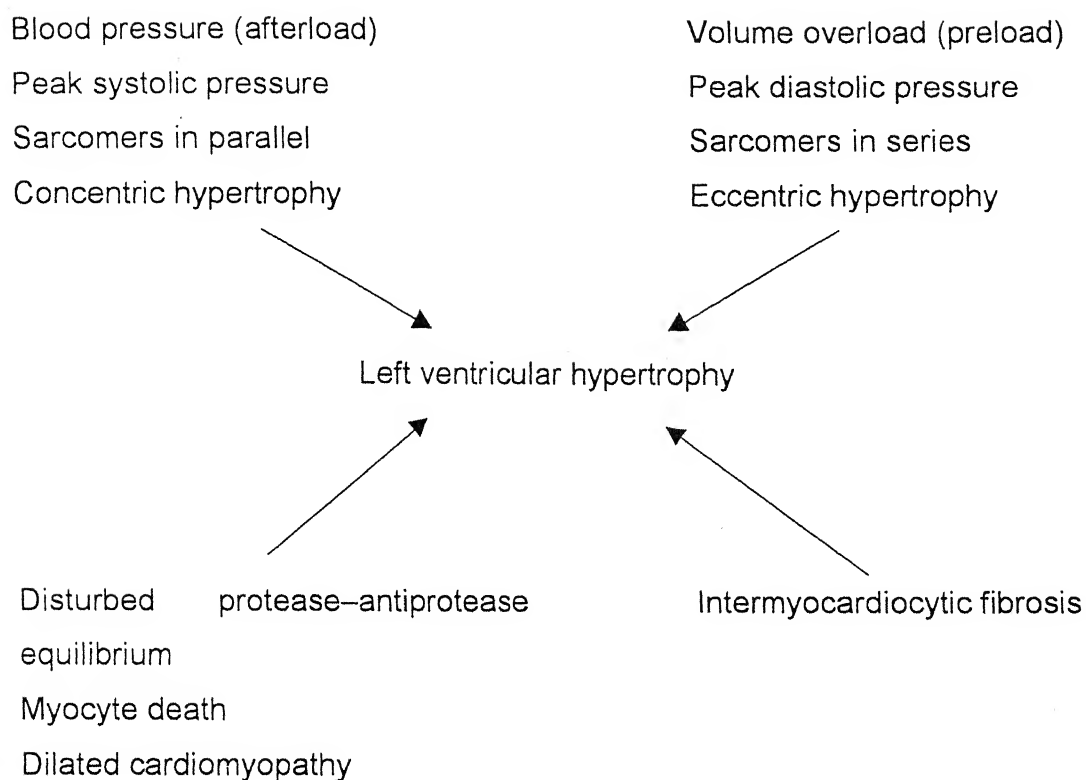 Blood pressure (afterload)
Peak systolic pressure
Sarcomers in parallel
Concentric hypertrophy
Volume overload (preload)
Peak diastolic pressure
Sarcomers in series
Eccentric hypertrophy
Left ventricular hypertrophy
Disturbed protease–antiprotease
equilibrium
Myocyte death
Dilated cardiomyopathy
Intermyocardiocytic fibrosis